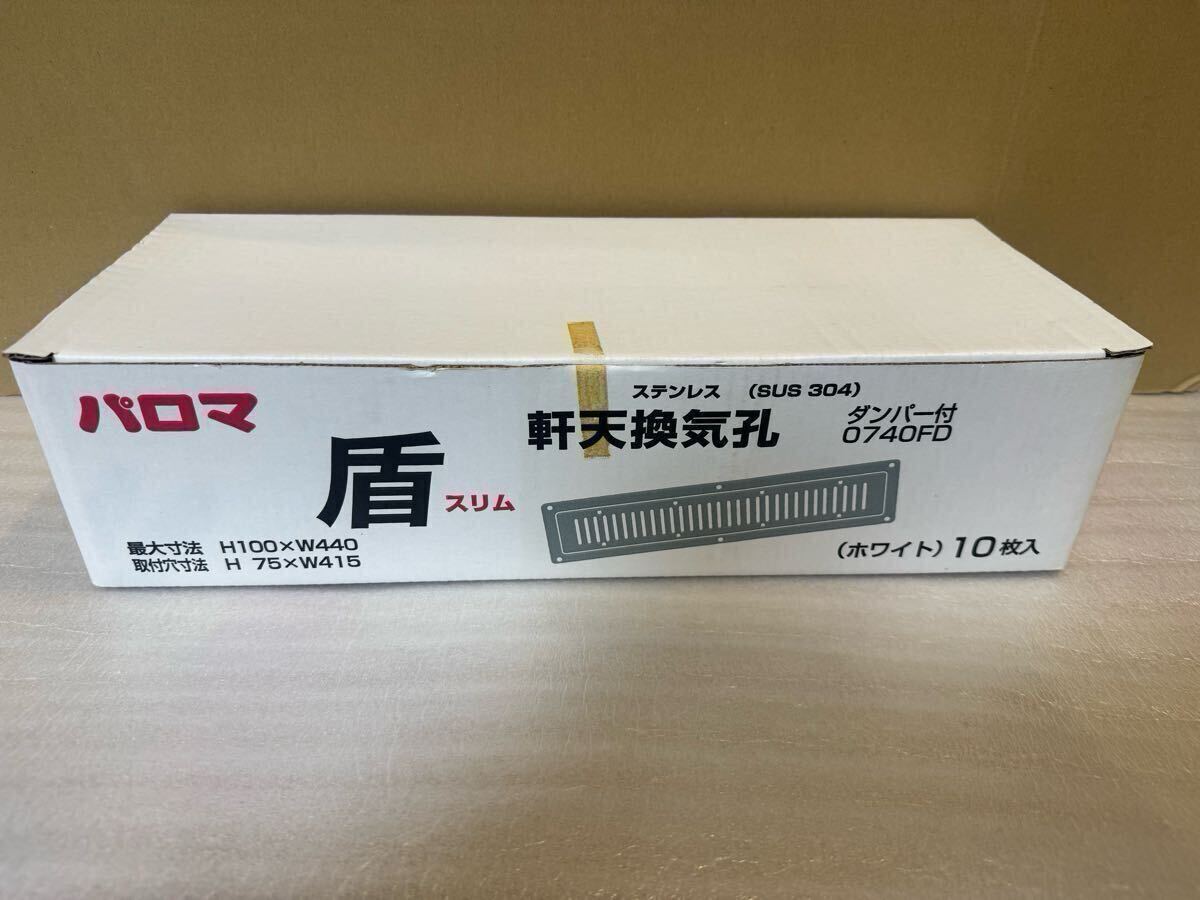 パロマ
盾 スリム
最大寸法 H100×W440
取付穴寸法 H 75×W415
ステンレス (SUS 304)
軒天換気孔
ダンパー付
0740FD
(ホワイト) 10枚入